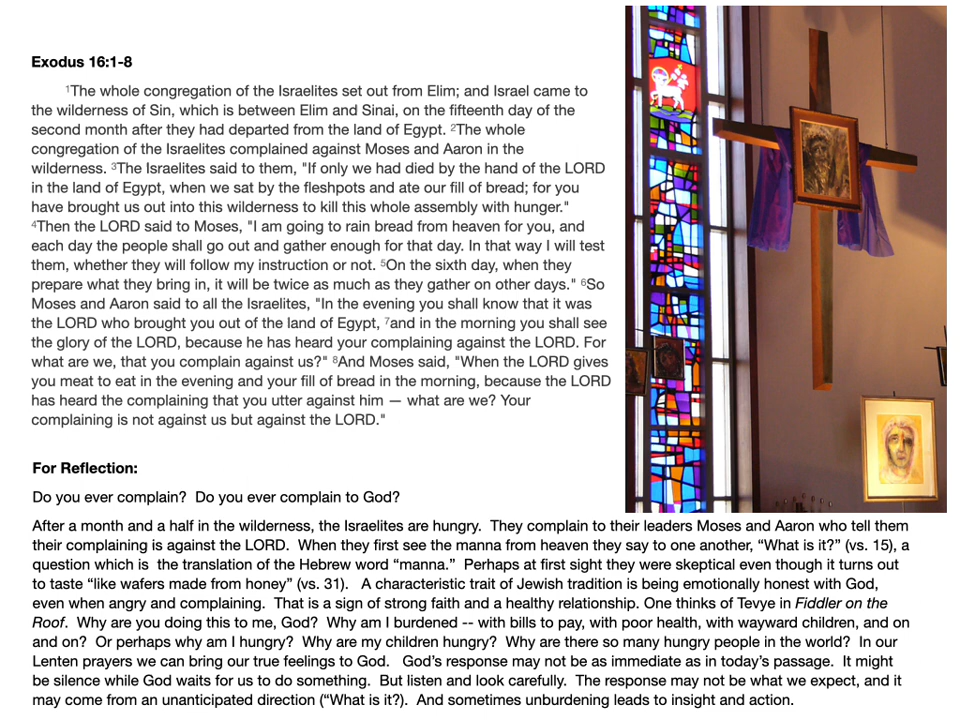 Exodus 16:1-8
¹The whole congregation of the Israelites set out from Elim; and Israel came to
the wilderness of Sin, which is between Elim and Sinai, on the fifteenth day of the
second month after they had departed from the land of Egypt. ²The whole
congregation of the Israelites complained against Moses and Aaron in the
wilderness. ³The Israelites said to them, "If only we had died by the hand of the LORD
in the land of Egypt, when we sat by the fleshpots and ate our fill of bread; for you
have brought us out into this wilderness to kill this whole assembly with hunger."
⁴Then the LORD said to Moses, "I am going to rain bread from heaven for you, and
each day the people shall go out and gather enough for that day. In that way I will test
them, whether they will follow my instruction or not. ⁵On the sixth day, when they
prepare what they bring in, it will be twice as much as they gather on other days." ⁶So
Moses and Aaron said to all the Israelites, "In the evening you shall know that it was
the LORD who brought you out of the land of Egypt, ⁷and in the morning you shall see
the glory of the LORD, because he has heard your complaining against the LORD. For
what are we, that you complain against us?" ⁸And Moses said, "When the LORD gives
you meat to eat in the evening and your fill of bread in the morning, because the LORD
has heard the complaining that you utter against him — what are we? Your
complaining is not against us but against the LORD."
For Reflection:
Do you ever complain?  Do you ever complain to God?
After a month and a half in the wilderness, the Israelites are hungry.  They complain to their leaders Moses and Aaron who tell them
their complaining is against the LORD.  When they first see the manna from heaven they say to one another, “What is it?” (vs. 15), a
question which is  the translation of the Hebrew word “manna.”  Perhaps at first sight they were skeptical even though it turns out
to taste “like wafers made from honey” (vs. 31).   A characteristic trait of Jewish tradition is being emotionally honest with God,
even when angry and complaining.  That is a sign of strong faith and a healthy relationship. One thinks of Tevye in Fiddler on the
Roof.  Why are you doing this to me, God?  Why am I burdened -- with bills to pay, with poor health, with wayward children, and on
and on?  Or perhaps why am I hungry?  Why are my children hungry?  Why are there so many hungry people in the world?  In our
Lenten prayers we can bring our true feelings to God.   God’s response may not be as immediate as in today’s passage.  It might
be silence while God waits for us to do something.  But listen and look carefully.  The response may not be what we expect, and it
may come from an unanticipated direction (“What is it?).  And sometimes unburdening leads to insight and action.